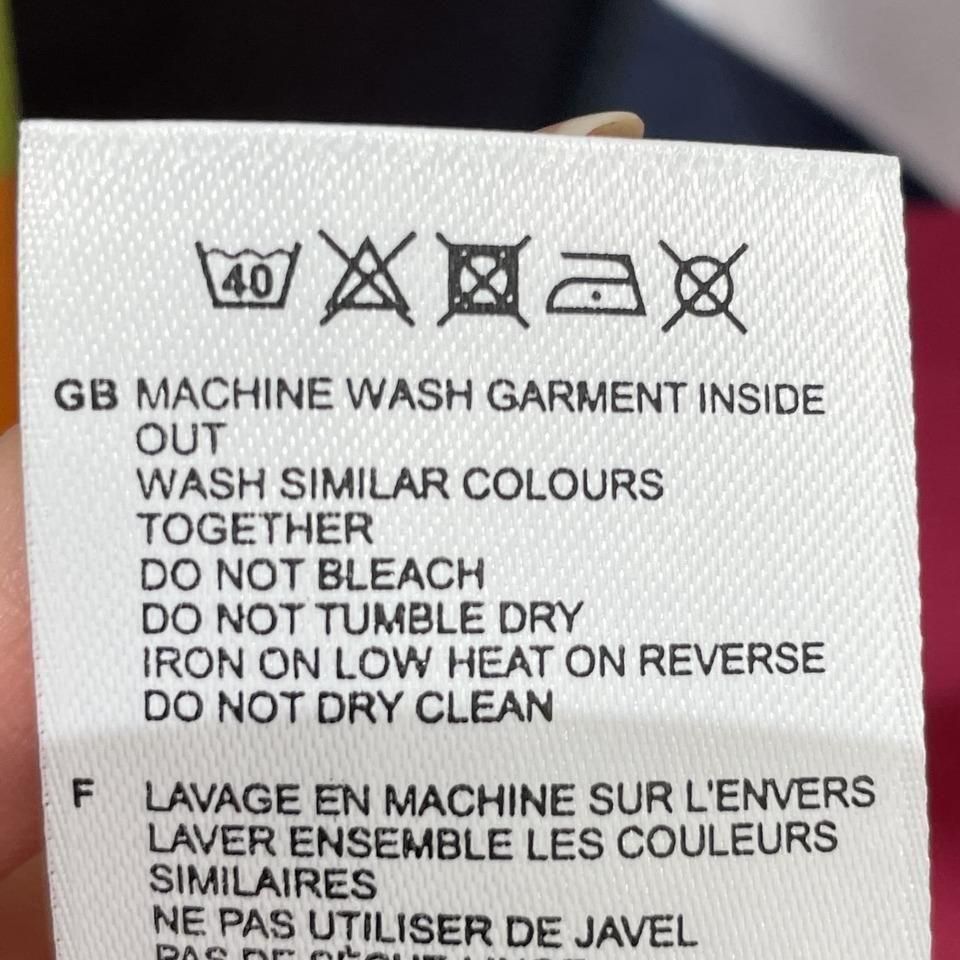 40
GB MACHINE WASH GARMENT INSIDE
OUT
WASH SIMILAR COLOURS
TOGETHER
DO NOT BLEACH
DO NOT TUMBLE DRY
IRON ON LOW HEAT ON REVERSE
DO NOT DRY CLEAN
F LAVAGE EN MACHINE SUR L'ENVERS
LAVER ENSEMBLE LES COULEURS
SIMILAIRES
NE PAS UTILISER DE JAVEL
PAS DE